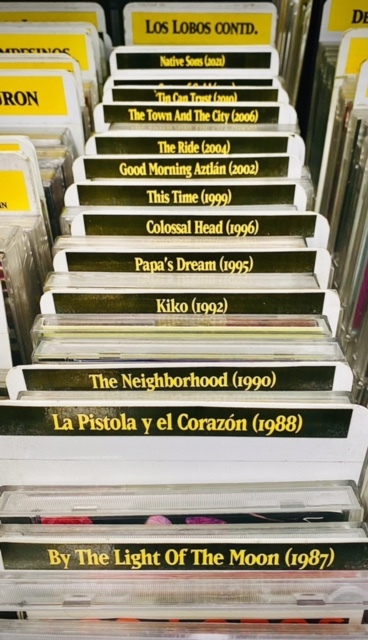 LOS LOBOS CONTD.
Native Sons (2021)
Tin Can Trust (2010)
The Town And The City (2006)
The Ride (2004)
Good Morning Aztlán (2002)
This Time (1999)
Colossal Head (1996)
Papa's Dream (1995)
Kiko (1992)
The Neighborhood (1990)
La Pistola y el Corazón (1988)
By The Light Of The Moon (1987)